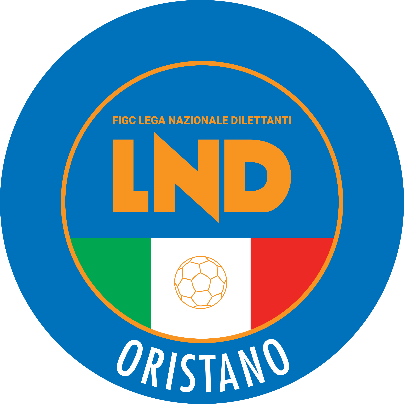 FIGC LEGA NAZIONALE DILETTANTI
LND
ORISTANO